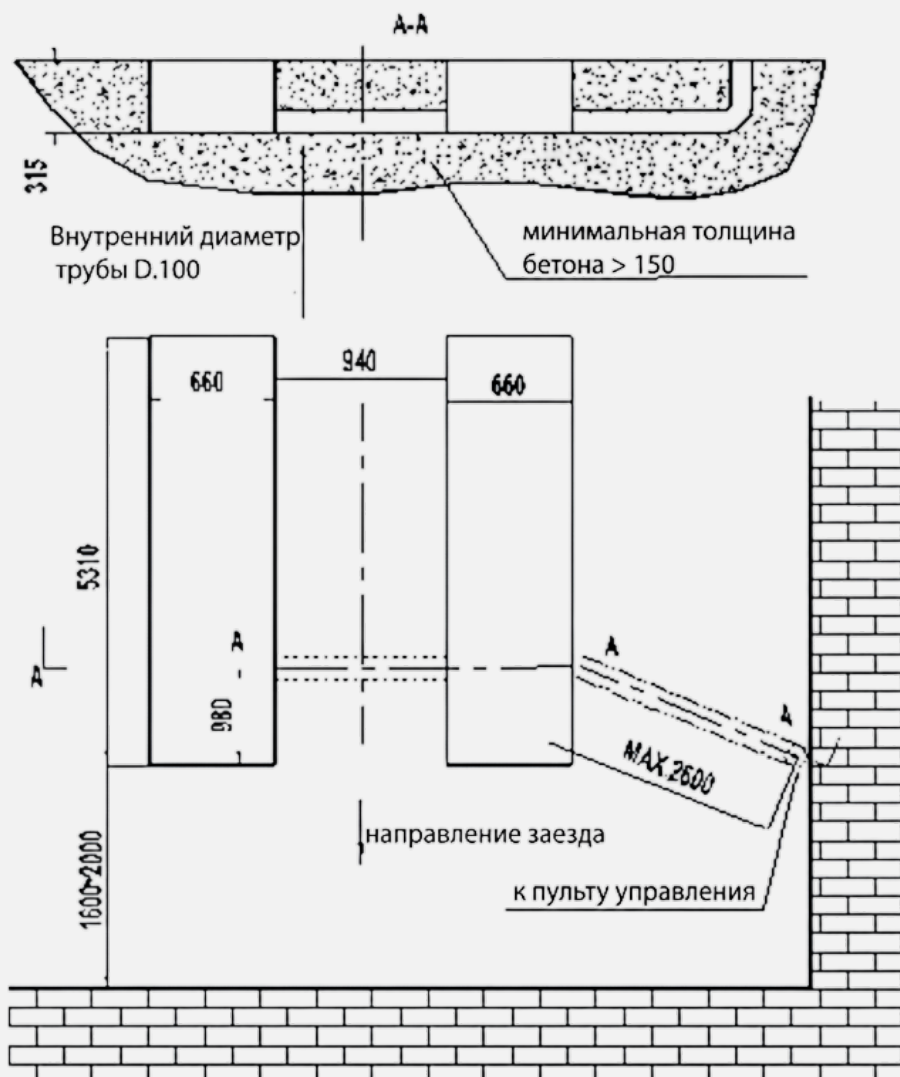 A-A
315
Внутренний диаметр
трубы D.100
минимальная толщина
бетона > 150
940
660
660
5310
A
A
A
980
A
MAX.2600
направление заезда
1600~2000
к пульту управления